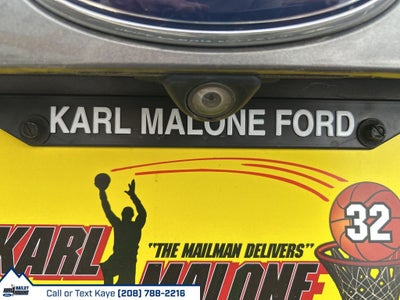 KARL MALONE FORD
32
"THE MAILMAN DELIVERS"
KARL
MALONE
Call or Text Kaye (208) 788-2216